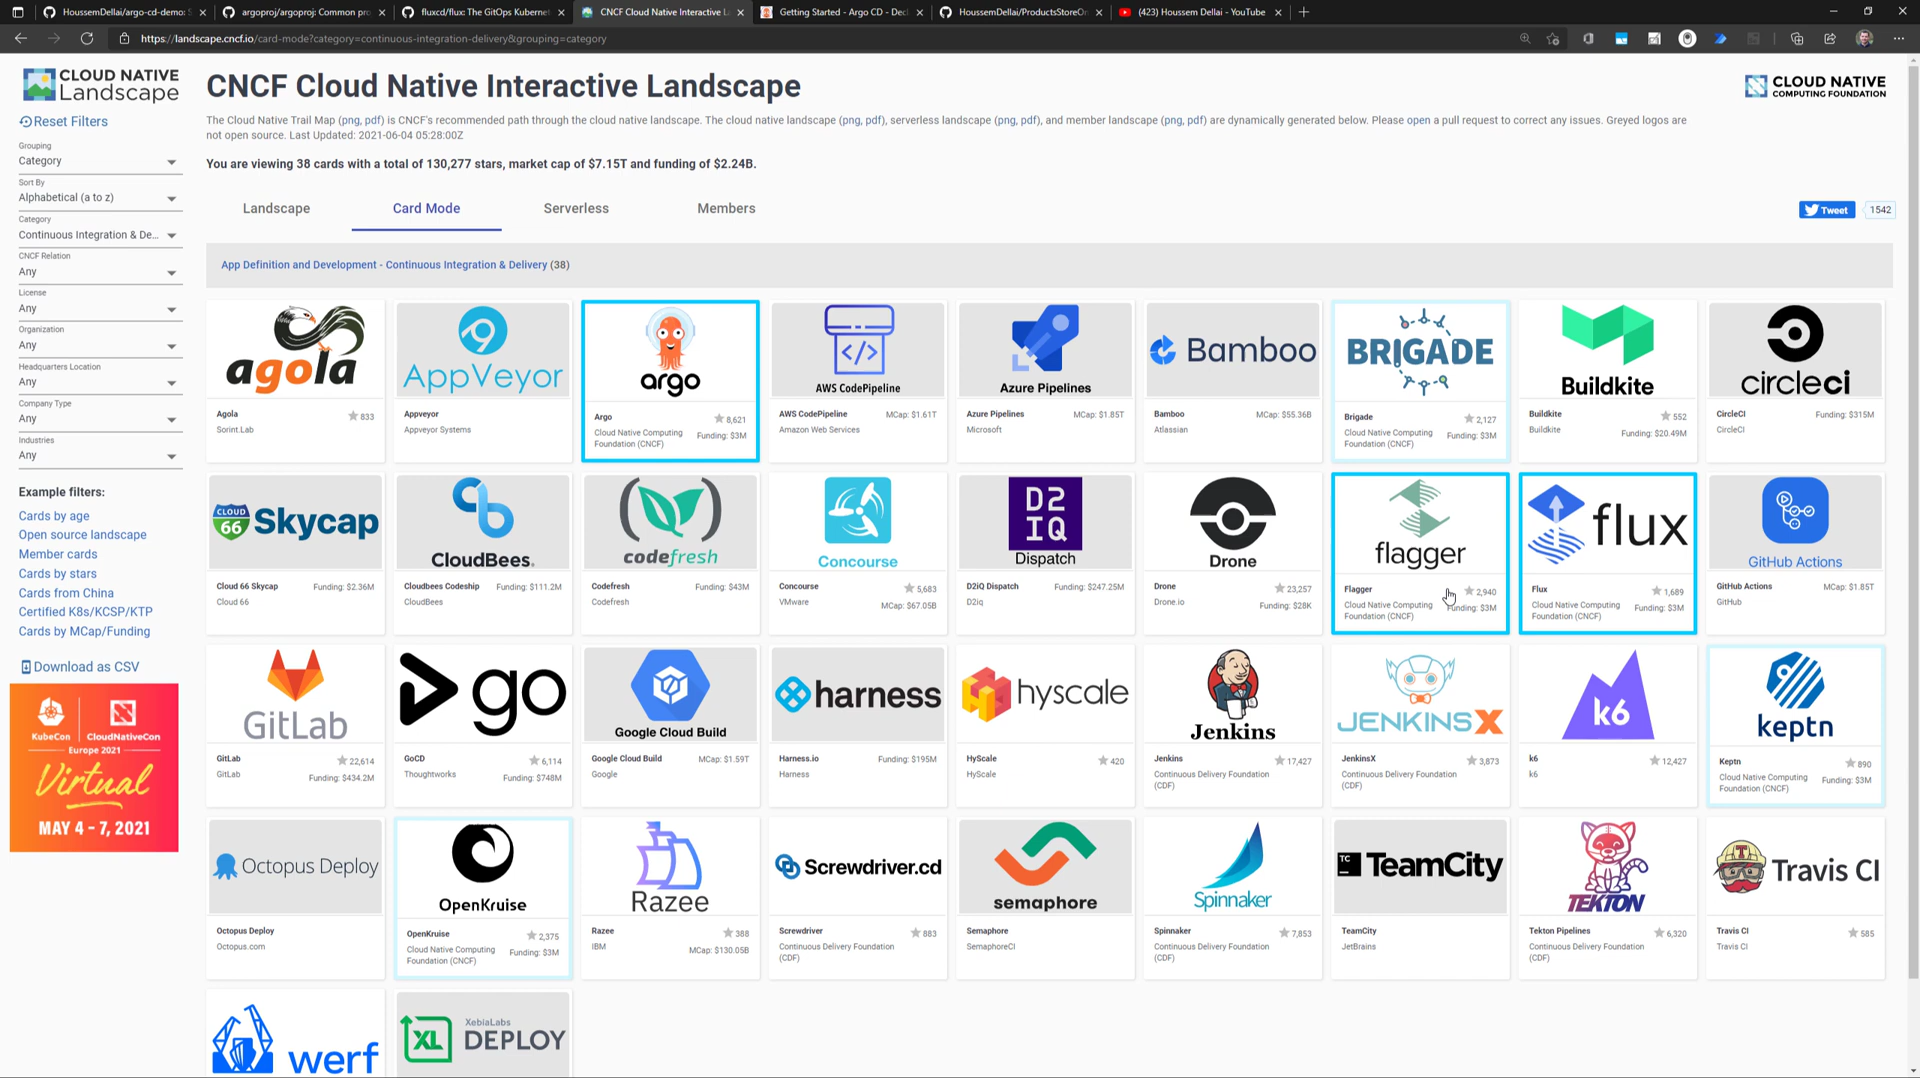 HoussemDellai/argo-cd-demo: S
argoproj/argoproj: Common pro
fluxcd/flux: The GitOps Kubernet
CNCF Cloud Native Interactive L
Getting Started - Argo CD - Decl
HoussemDellai/ProductsStoreOn
(423) Houssem Dellai - YouTube
https://landscape.cncf.io/card-mode?category=continuous-integration-delivery&grouping=category
CLOUD NATIVE
Landscape
Reset Filters
Grouping
Category
Sort By
Alphabetical (a to z)
Category
Continuous Integration & De...
CNCF Relation
Any
License
Any
Organization
Any
Headquarters Location
Any
Company Type
Any
Industries
Any
Example filters:
Cards by age
Open source landscape
Member cards
Cards by stars
Cards from China
Certified K8s/KCSP/KTP
Cards by MCap/Funding
Download as CSV
KubeCon
CloudNativeCon
Europe 2021
Virtual
MAY 4 - 7, 2021
CNCF Cloud Native Interactive Landscape
CLOUD NATIVE
COMPUTING FOUNDATION
The Cloud Native Trail Map (png, pdf) is CNCF's recommended path through the cloud native landscape. The cloud native landscape (png, pdf), serverless landscape (png, pdf), and member landscape (png, pdf) are dynamically generated below. Please open a pull request to correct any issues. Greyed logos are
not open source. Last Updated: 2021-06-04 05:28:00Z
You are viewing 38 cards with a total of 130,277 stars, market cap of $7.15T and funding of $2.24B.
Landscape
Card Mode
Serverless
Members
Tweet
1542
App Definition and Development - Continuous Integration & Delivery (38)
agola
Agola
833
Sorint.Lab
AppVeyor
Appveyor
Appveyor Systems
argo
Argo
8,621
Cloud Native Computing
Foundation (CNCF)
Funding: $3M
AWS CodePipeline
AWS CodePipeline
MCap: $1.61T
Amazon Web Services
Azure Pipelines
Azure Pipelines
MCap: $1.85T
Microsoft
Bamboo
Bamboo
MCap: $55.36B
Atlassian
BRIGADE
Brigade
2,127
Cloud Native Computing
Foundation (CNCF)
Funding: $3M
Buildkite
Buildkite
552
Buildkite
Funding: $20.49M
circleci
CircleCI
Funding: $315M
CircleCI
CLOUD
66
Skycap
Cloud 66 Skycap
Funding: $2.36M
Cloud 66
CloudBees.
Cloudbees Codeship
Funding: $111.2M
CloudBees
codefresh
Codefresh
Funding: $43M
Codefresh
Concourse
Concourse
5,683
VMware
MCap: $67.05B
D2
IQ
Dispatch
D2iQ Dispatch
Funding: $247.25M
D2iq
Drone
Drone
23,257
Drone.io
Funding: $28K
flagger
Flagger
2,940
Cloud Native Computing
Foundation (CNCF)
Funding: $3M
flux
Flux
1,689
Cloud Native Computing
Foundation (CNCF)
Funding: $3M
GitHub Actions
GitHub Actions
MCap: $1.85T
GitHub
GitLab
GitLab
22,614
GitLab
Funding: $434.2M
go
GoCD
6,114
Thoughtworks
Funding: $748M
Google Cloud Build
Google Cloud Build
MCap: $1.59T
Google
harness
Harness.io
Funding: $195M
Harness
hyscale
HyScale
420
HyScale
Jenkins
Jenkins
17,427
Continuous Delivery Foundation
(CDF)
JENKINS X
JenkinsX
3,873
Continuous Delivery Foundation
(CDF)
k6
k6
12,427
k6
keptn
Keptn
890
Cloud Native Computing
Foundation (CNCF)
Funding: $3M
Octopus Deploy
Octopus Deploy
Octopus.com
OpenKruise
OpenKruise
2,375
Cloud Native Computing
Foundation (CNCF)
Funding: $3M
Razee
Razee
388
IBM
MCap: $130.05B
Screwdriver.cd
Screwdriver
883
Continuous Delivery Foundation
(CDF)
semaphore
Semaphore
SemaphoreCI
Spinnaker
Spinnaker
7,853
Continuous Delivery Foundation
(CDF)
TC
TeamCity
TeamCity
JetBrains
TEKTON
Tekton Pipelines
6,320
Continuous Delivery Foundation
(CDF)
T
Travis CI
Travis CI
585
Travis CI
werf
XL
XebiaLabs
DEPLOY